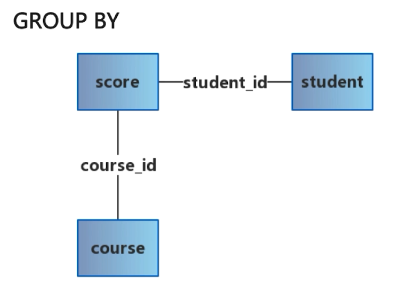 GROUP BY
score student_id student
course_id
course